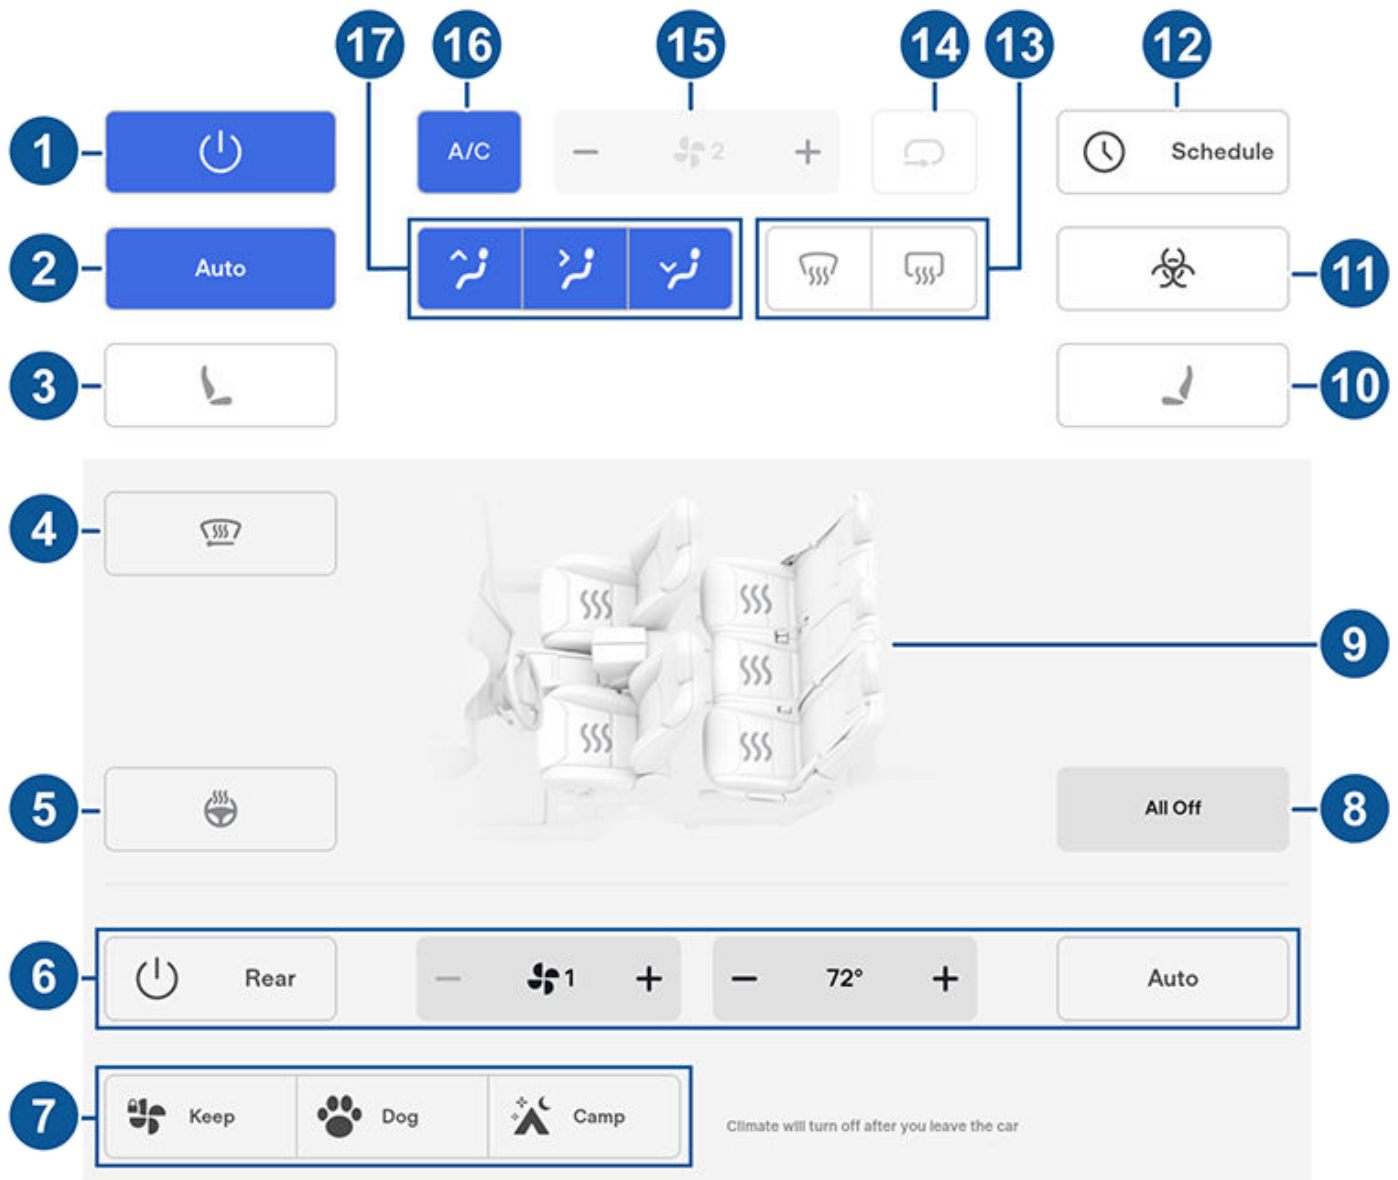 17 16 15 14 13 12
1 A/C 2 Schedule
2 Auto 11
3 10
4
9
5 All Off 8
6 Rear 1 72° Auto
7 Keep Dog Camp Climate will turn off after you leave the car